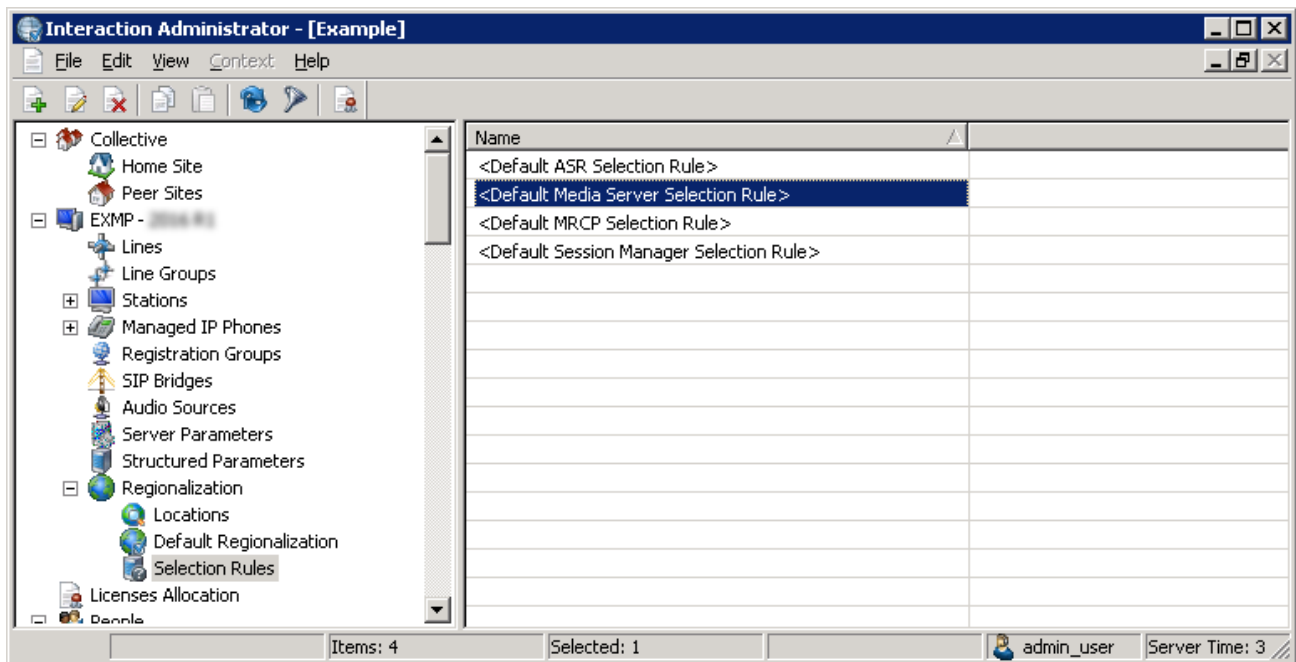 Interaction Administrator - [Example]
File Edit View Context Help
Collective
Home Site
Peer Sites
EXMP -
Lines
Line Groups
Stations
Managed IP Phones
Registration Groups
SIP Bridges
Audio Sources
Server Parameters
Structured Parameters
Regionalization
Locations
Default Regionalization
Selection Rules
Licenses Allocation
People
Name
<Default ASR Selection Rule>
<Default Media Server Selection Rule>
<Default MRCP Selection Rule>
<Default Session Manager Selection Rule>
Items: 4 Selected: 1 admin_user Server Time: 3